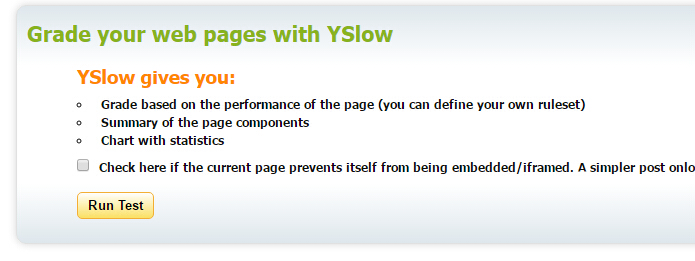 Grade your web pages with YSlow
YSlow gives you:
Grade based on the performance of the page (you can define your own ruleset)
Summary of the page components
Chart with statistics
Check here if the current page prevents itself from being embedded/iframed. A simpler post onlo
Run Test